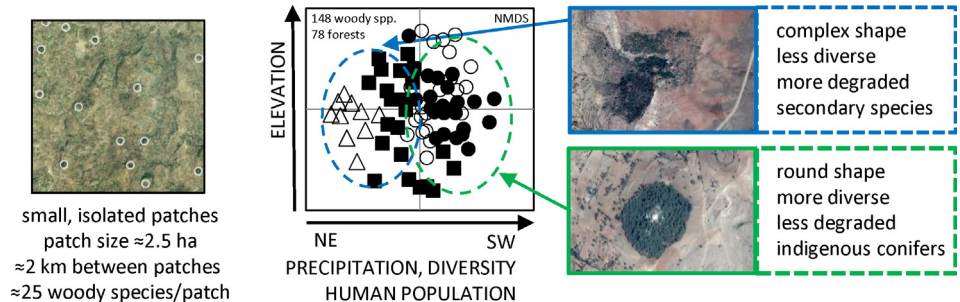 small, isolated patches
patch size ≈2.5 ha
≈2 km between patches
≈25 woody species/patch
148 woody spp.
78 forests
NMDS
ELEVATION
NE
SW
PRECIPITATION, DIVERSITY
HUMAN POPULATION
complex shape
less diverse
more degraded
secondary species
round shape
more diverse
less degraded
indigenous conifers